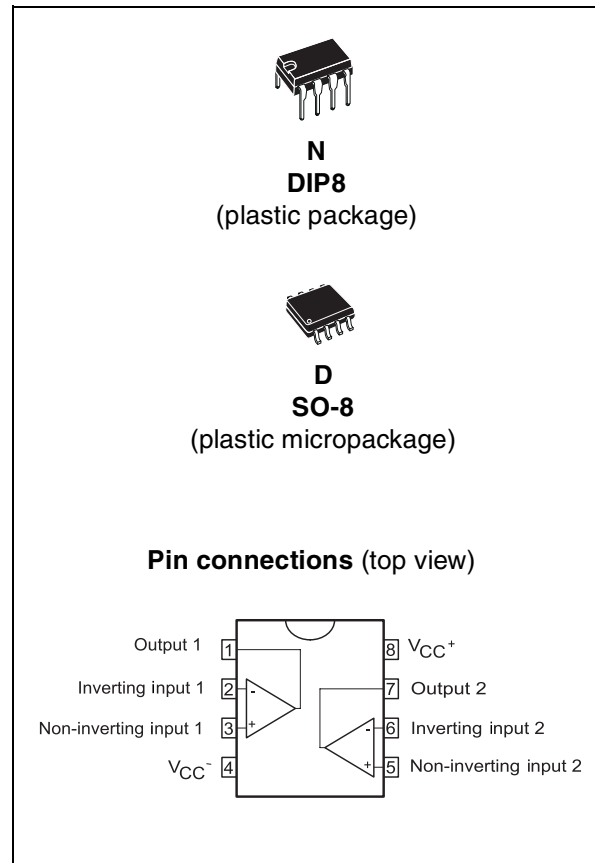 N
DIP8
(plastic package)
D
SO-8
(plastic micropackage)
Pin connections (top view)
Output 1 1 8 VCC+
Inverting input 1 2 - 7 Output 2
Non-inverting input 1 3 + - 6 Inverting input 2
VCC- 4 + 5 Non-inverting input 2